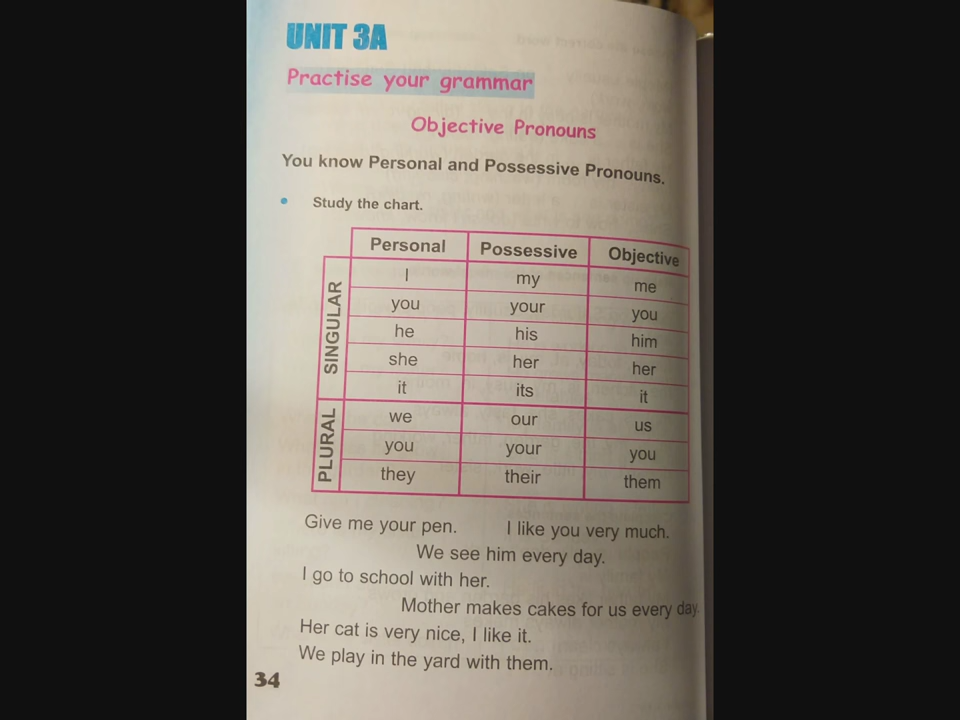 UNIT 3A
Practise your grammar
Objective Pronouns
You know Personal and Possessive Pronouns.
• Study the chart.
Personal Possessive Objective
SINGULAR
I my me
you your you
he his him
she her her
it its it
PLURAL
we our us
you your you
they their them
Give me your pen. I like you very much.
We see him every day.
I go to school with her.
Mother makes cakes for us every day.
Her cat is very nice, I like it.
We play in the yard with them.
34